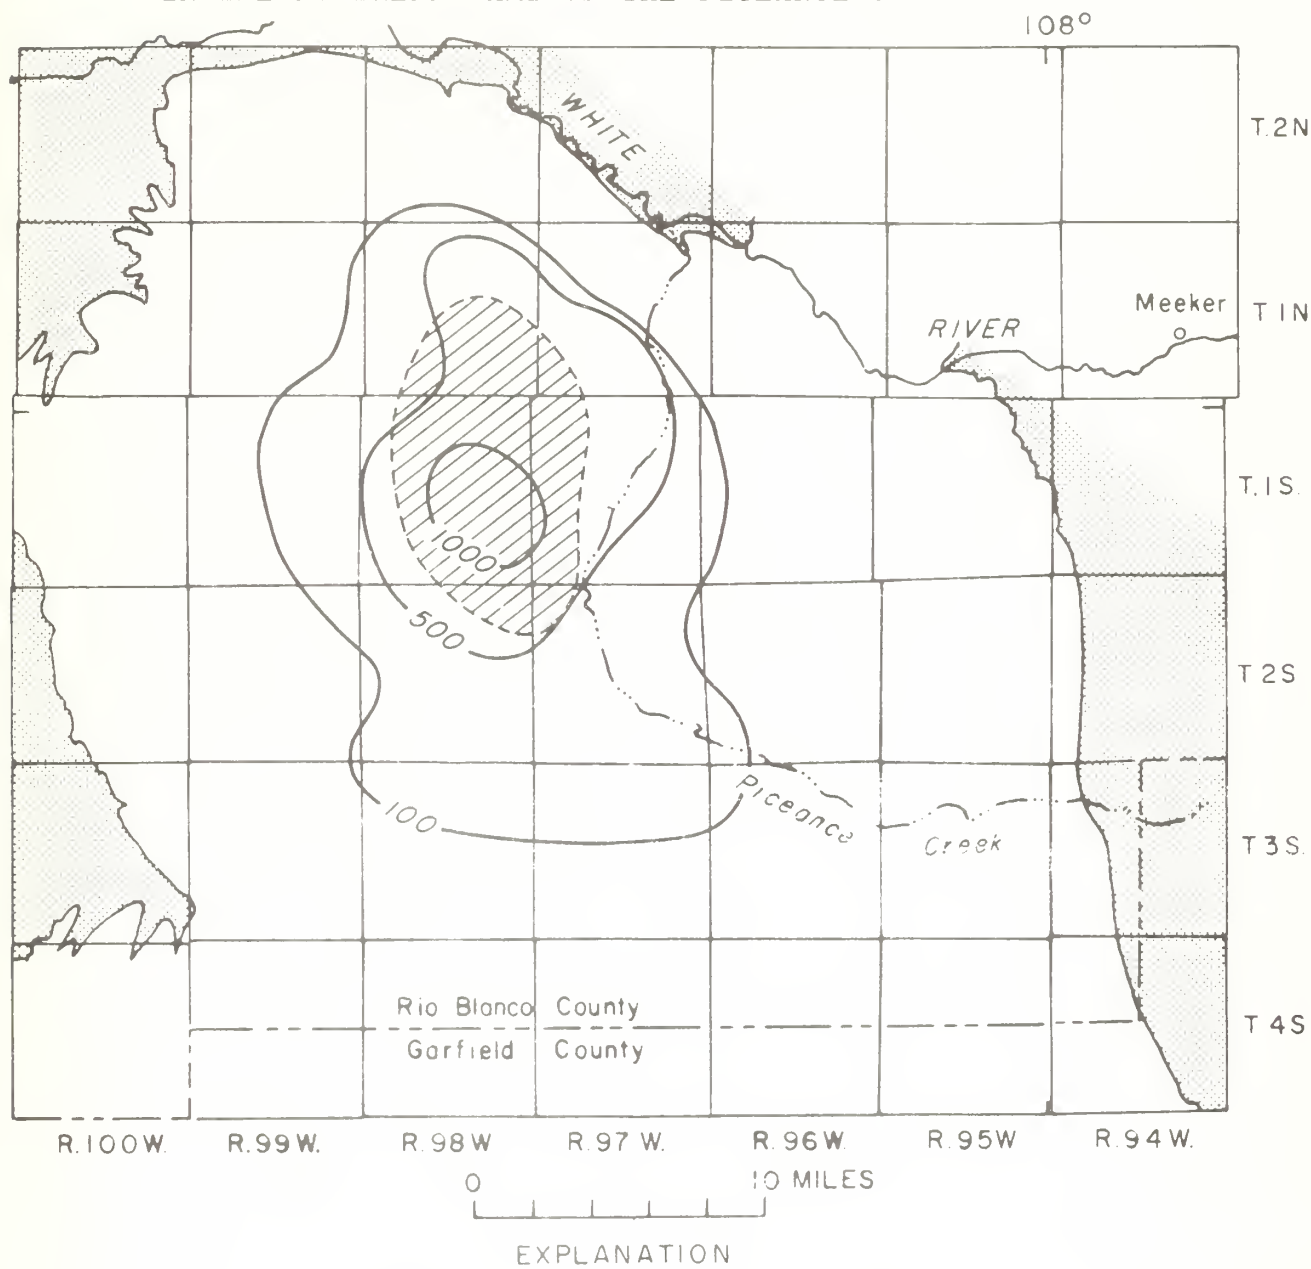 108°
WHITE
T.2N
Meeker
T 1N
RIVER
T.1S.
1000
500
T 2S
Piceance
100
Creek
T 3S.
Rio Blanco County
Garfield County
T 4S
R.100W. R.99W. R.98W R.97W. R.96W. R.95W R.94W.
0 10 MILES
EXPLANATION